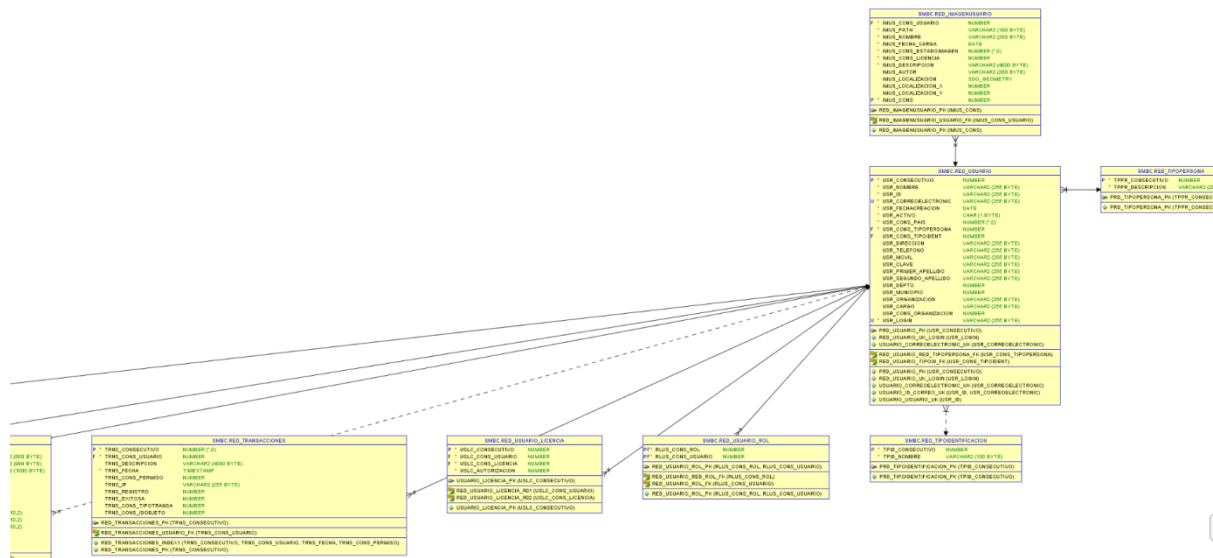 SMBC.RED_IMAGENUSUARIO
F * IMUS_CONS_USUARIO NUMBER
* IMUS_PATH VARCHAR2 (100 BYTE)
* IMUS_NOMBRE VARCHAR2 (200 BYTE)
* IMUS_FECHA_CARGA DATE
* IMUS_CONS_ESTADOIMAGEN NUMBER (*,0)
* IMUS_CONS_LICENCIA NUMBER
* IMUS_DESCRIPCION VARCHAR2 (4000 BYTE)
IMUS_AUTOR VARCHAR2 (200 BYTE)
IMUS_LOCALIZACION SDO_GEOMETRY
IMUS_LOCALIZACION_X NUMBER
IMUS_LOCALIZACION_Y NUMBER
P * IMUS_CONS NUMBER
RED_IMAGENUSUARIO_PK (IMUS_CONS)
RED_IMAGENUSUARIO_USUARIO_FK (IMUS_CONS_USUARIO)
RED_IMAGENUSUARIO_PK (IMUS_CONS)
SMBC.RED_USUARIO
P * USR_CONSECUTIVO NUMBER
* USR_NOMBRE VARCHAR2 (255 BYTE)
* USR_ID VARCHAR2 (255 BYTE)
U * USR_CORREOELECTRONIC VARCHAR2 (255 BYTE)
* USR_FECHACREACION DATE
* USR_ACTIVO CHAR (1 BYTE)
* USR_CONS_PAIS NUMBER (*,0)
F * USR_CONS_TIPOPERSONA NUMBER
F USR_CONS_TIPOIDENT NUMBER
USR_DIRECCION VARCHAR2 (255 BYTE)
USR_TELEFONO VARCHAR2 (255 BYTE)
USR_MOVIL VARCHAR2 (255 BYTE)
USR_CLAVE VARCHAR2 (255 BYTE)
USR_PRIMER_APELLIDO VARCHAR2 (255 BYTE)
USR_SEGUNDO_APELLIDO VARCHAR2 (255 BYTE)
USR_DEPTO NUMBER
USR_MUNICIPIO NUMBER
USR_ORGANIZACION VARCHAR2 (255 BYTE)
USR_CARGO VARCHAR2 (255 BYTE)
USR_CONS_ORGANIZACION NUMBER
U * USR_LOGIN VARCHAR2 (255 BYTE)
PRD_USUARIO_PK (USR_CONSECUTIVO)
RED_USUARIO_UK_LOGIN (USR_LOGIN)
USUARIO_CORREOELECTRONIC_UK (USR_CORREOELECTRONIC)
RED_USUARIO_RED_TIPOPERSONA_FK (USR_CONS_TIPOPERSONA)
RED_USUARIO_TIPOID_FK (USR_CONS_TIPOIDENT)
PRD_USUARIO_PK (USR_CONSECUTIVO)
RED_USUARIO_UK_LOGIN (USR_LOGIN)
USUARIO_CORREOELECTRONIC_UK (USR_CORREOELECTRONIC)
USUARIO_ID_CORREO_UK (USR_ID, USR_CORREOELECTRONIC)
USUARIO_USUARIO_UK (USR_ID)
SMBC.RED_TIPOPERSONA
P * TPPR_CONSECUTIVO NUMBER
* TPPR_DESCRIPCION VARCHAR2
PRD_TIPOPERSONA_PK (TPPR_CONSEC
PRD_TIPOPERSONA_PK (TPPR_CONSEC
SMBC.RED_TRANSACCIONES
P * TRNS_CONSECUTIVO NUMBER (*,0)
F * TRNS_CONS_USUARIO NUMBER
TRNS_DESCRIPCION VARCHAR2 (4000 BYTE)
* TRNS_FECHA TIMESTAMP
TRNS_CONS_PERMISO NUMBER
TRNS_IP VARCHAR2 (255 BYTE)
TRNS_REGISTRO NUMBER
TRNS_EXITOSA NUMBER
TRNS_CONS_TIPOTRANSA NUMBER
TRNS_CONS_IDOBJETO NUMBER
RED_TRANSACCIONES_PK (TRNS_CONSECUTIVO)
RED_TRANSACCIONES_USUARIO_FK (TRNS_CONS_USUARIO)
RED_TRANSACCIONES_INDEX1 (TRNS_CONSECUTIVO, TRNS_CONS_USUARIO, TRNS_FECHA, TRNS_CONS_PERMISO)
RED_TRANSACCIONES_PK (TRNS_CONSECUTIVO)
SMBC.RED_USUARIO_LICENCIA
P * USLC_CONSECUTIVO NUMBER
F * USLC_CONS_USUARIO NUMBER
F * USLC_CONS_LICENCIA NUMBER
* USLC_AUTORIZACION NUMBER
USUARIO_LICENCIA_PK (USLC_CONSECUTIVO)
RED_USUARIO_LICENCIA_R01 (USLC_CONS_USUARIO)
RED_USUARIO_LICENCIA_R02 (USLC_CONS_LICENCIA)
USUARIO_LICENCIA_PK (USLC_CONSECUTIVO)
SMBC.RED_USUARIO_ROL
PF* RLUS_CONS_ROL NUMBER
PF* RLUS_CONS_USUARIO NUMBER
RED_USUARIO_ROL_PK (RLUS_CONS_ROL, RLUS_CONS_USUARIO)
RED_USUARIO_RED_ROL_FK (RLUS_CONS_ROL)
RED_USUARIO_FK (RLUS_CONS_USUARIO)
RED_USUARIO_ROL_PK (RLUS_CONS_ROL, RLUS_CONS_USUARIO)
SMBC.RED_TIPOIDENTIFICACION
P * TPID_CONSECUTIVO NUMBER
* TPID_NOMBRE VARCHAR2 (100 BYTE)
PRD_TIPOIDENTIFICACION_PK (TPID_CONSECUTIVO)
PRD_TIPOIDENTIFICACION_PK (TPID_CONSECUTIVO)